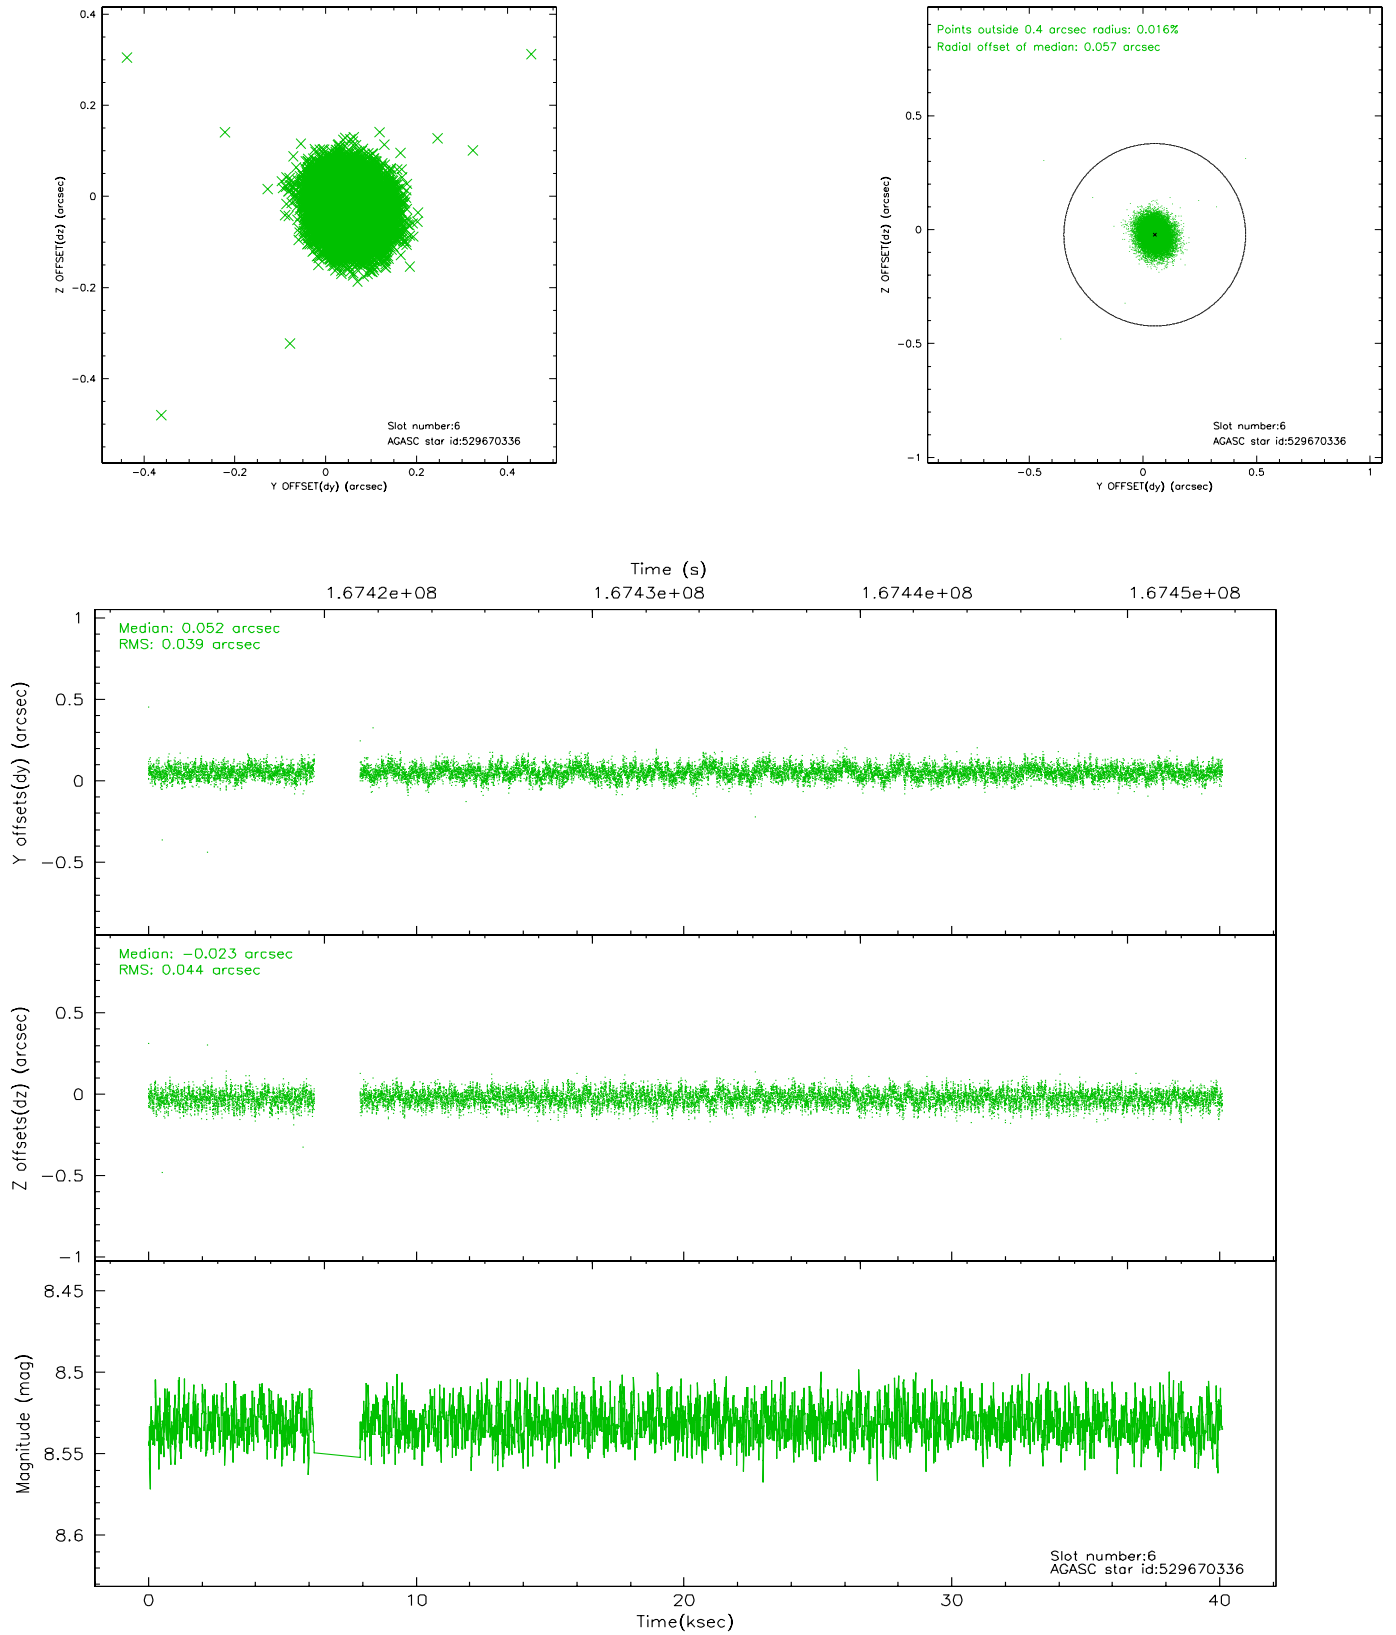 0.4
0.2
0
−0.2
−0.4
Z OFFSET(dz) (arcsec)
Slot number:6
AGASC star id:529670336
−0.4
−0.2
0
0.2
0.4
Y OFFSET(dy) (arcsec)
Points outside 0.4 arcsec radius: 0.016%
Radial offset of median: 0.057 arcsec
0.5
0
−0.5
−1
Z OFFSET(dz) (arcsec)
Slot number:6
AGASC star id:529670336
−0.5
0
0.5
1
Y OFFSET(dy) (arcsec)
Time (s)
1.6742e+08
1.6743e+08
1.6744e+08
1.6745e+08
Median: 0.052 arcsec
RMS: 0.039 arcsec
1
0.5
0
−0.5
Y offsets(dy) (arcsec)
Median: −0.023 arcsec
RMS: 0.044 arcsec
0.5
0
−0.5
−1
Z offsets(dz) (arcsec)
8.45
8.5
8.55
8.6
Magnitude (mag)
Slot number:6
AGASC star id:529670336
0
10
20
30
40
Time(ksec)